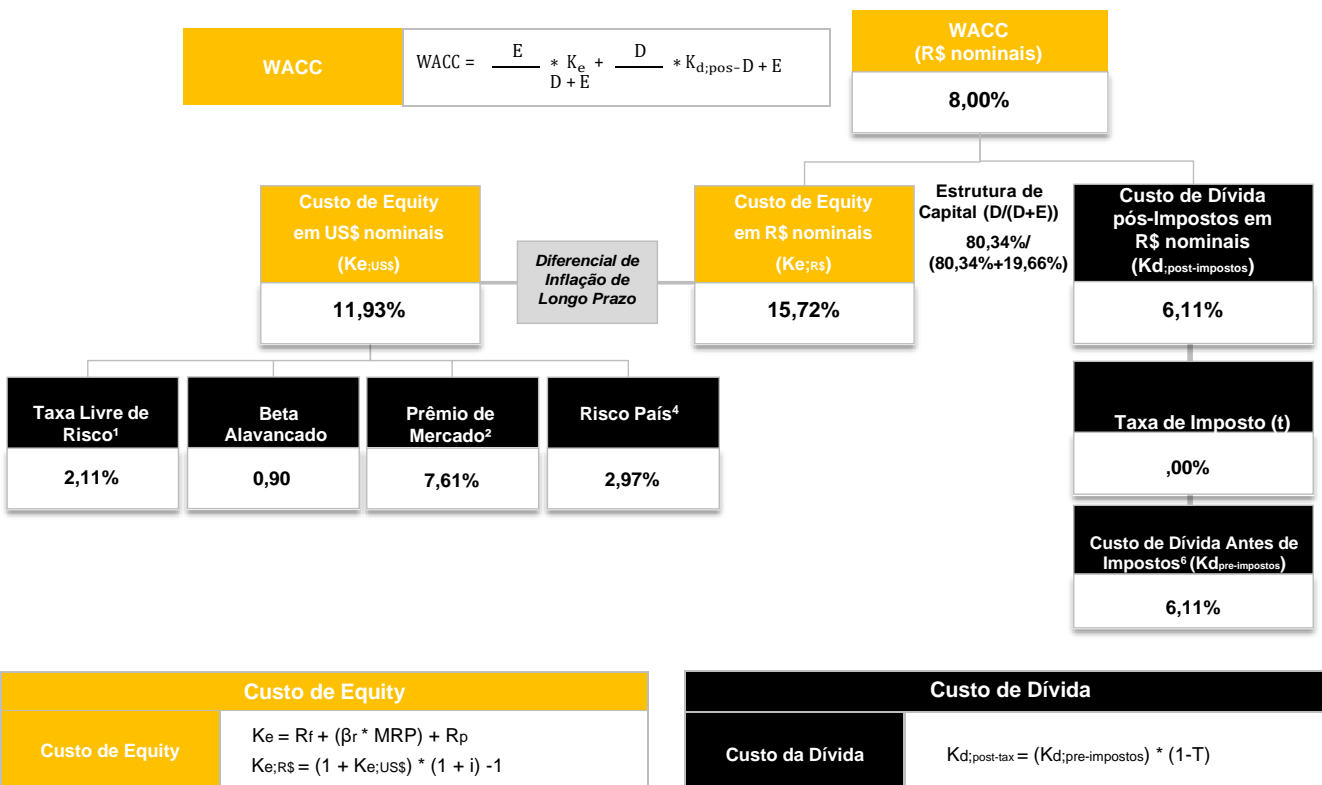 WACC
WACC = E/D + E * Ke + D * Kd;pos-D + E
WACC
(R$ nominais)
8,00%
Custo de Equity
em US$ nominais
(Ke;US$)
11,93%
Diferencial de
Inflação de
Longo Prazo
Custo de Equity
em R$ nominais
(Ke;R$)
15,72%
Estrutura de
Capital (D/(D+E))
80,34%/
(80,34%+19,66%)
Custo de Dívida
pós-Impostos em
R$ nominais
(Kd;post-impostos)
6,11%
Taxa Livre de
Risco¹
2,11%
Beta
Alavancado
0,90
Prêmio de
Mercado²
7,61%
Risco País⁴
2,97%
Taxa de Imposto (t)
,00%
Custo de Dívida Antes de
Impostos⁶ (Kdpre-impostos)
6,11%
Custo de Equity
Custo de Equity
Ke = Rf + (βr * MRP) + Rp
Ke;R$ = (1 + Ke;US$) * (1 + i) -1
Custo de Dívida
Custo da Dívida
Kd;post-tax = (Kd;pre-impostos) * (1-T)